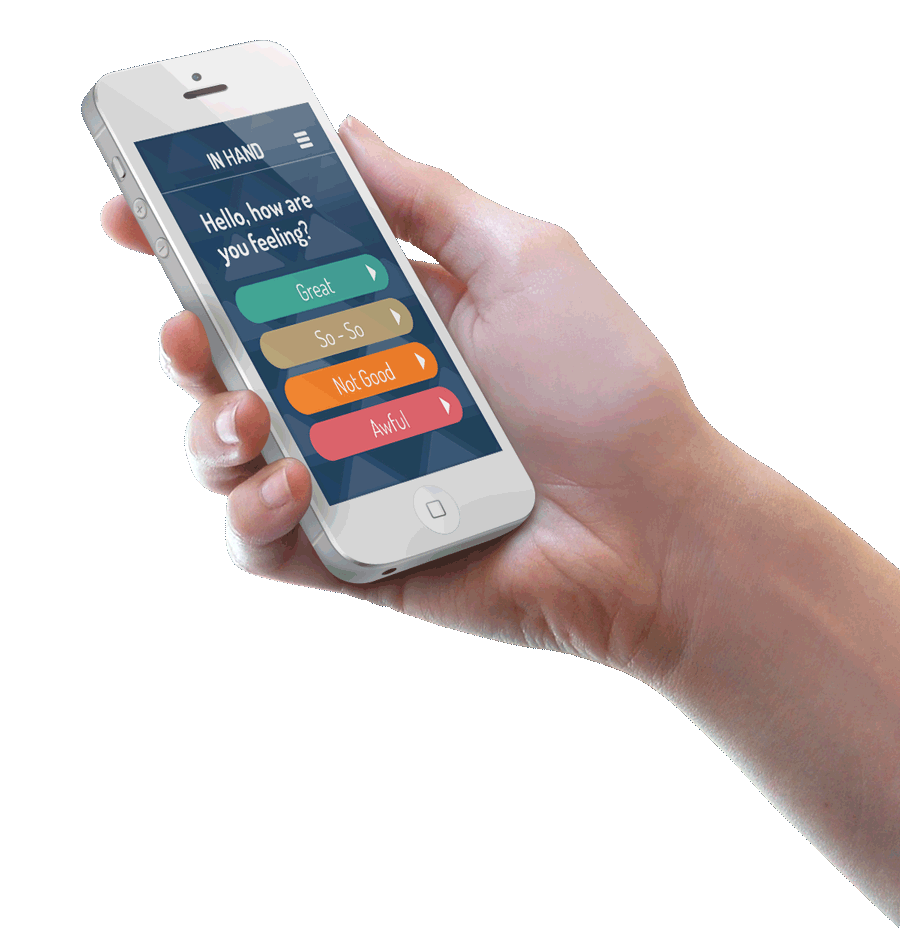 IN HAND
Hello, how are
you feeling?
Great
So - So
Not Good
Awful